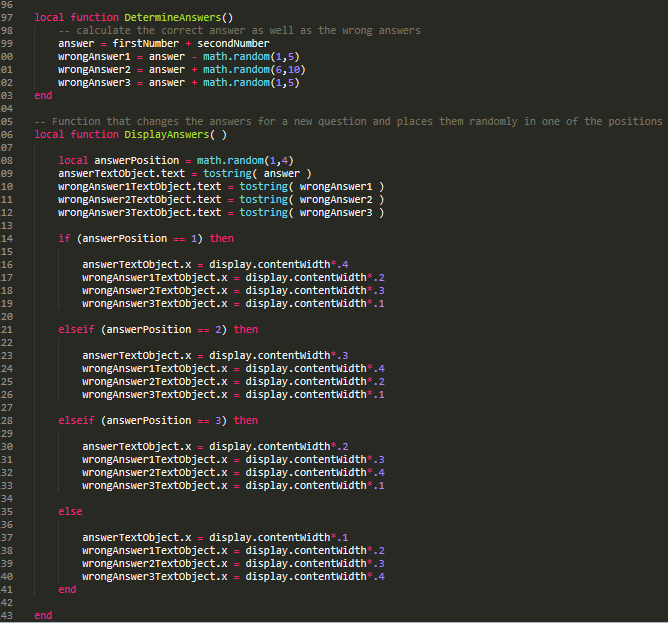 96
97 local function DetermineAnswers()
98 -- calculate the correct answer as well as the wrong answers
99 answer = firstNumber + secondNumber
00 wrongAnswer1 = answer - math.random(1,5)
01 wrongAnswer2 = answer + math.random(6,10)
02 wrongAnswer3 = answer + math.random(1,5)
03 end
04
05 -- Function that changes the answers for a new question and places them randomly in one of the positions
06 local function DisplayAnswers( )
07
08 local answerPosition = math.random(1,4)
09 answerTextObject.text = tostring( answer )
10 wrongAnswer1TextObject.text = tostring( wrongAnswer1 )
11 wrongAnswer2TextObject.text = tostring( wrongAnswer2 )
12 wrongAnswer3TextObject.text = tostring( wrongAnswer3 )
13
14 if (answerPosition == 1) then
15
16 answerTextObject.x = display.contentWidth*.4
17 wrongAnswer1TextObject.x = display.contentWidth*.2
18 wrongAnswer2TextObject.x = display.contentWidth*.3
19 wrongAnswer3TextObject.x = display.contentWidth*.1
20
21 elseif (answerPosition == 2) then
22
23 answerTextObject.x = display.contentWidth*.3
24 wrongAnswer1TextObject.x = display.contentWidth*.4
25 wrongAnswer2TextObject.x = display.contentWidth*.2
26 wrongAnswer3TextObject.x = display.contentWidth*.1
27
28 elseif (answerPosition == 3) then
29
30 answerTextObject.x = display.contentWidth*.2
31 wrongAnswer1TextObject.x = display.contentWidth*.3
32 wrongAnswer2TextObject.x = display.contentWidth*.4
33 wrongAnswer3TextObject.x = display.contentWidth*.1
34
35 else
36
37 answerTextObject.x = display.contentWidth*.1
38 wrongAnswer1TextObject.x = display.contentWidth*.2
39 wrongAnswer2TextObject.x = display.contentWidth*.3
40 wrongAnswer3TextObject.x = display.contentWidth*.4
41 end
42
43 end